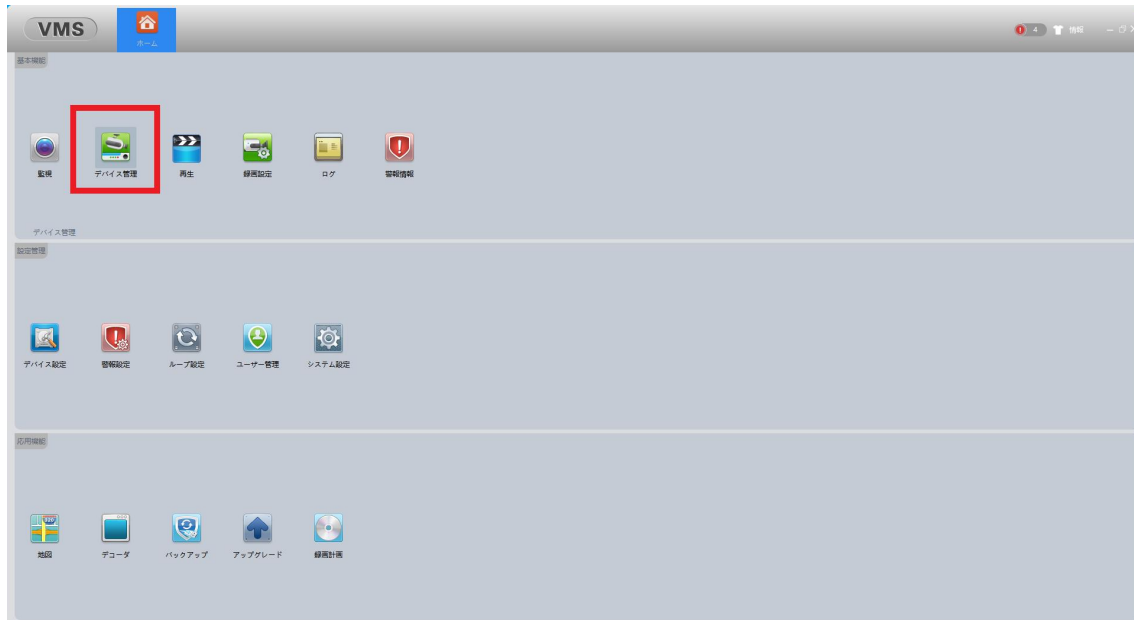 VMS
ホーム
4
情報
基本機能
監視
デバイス管理
再生
録画設定
ログ
警報情報
デバイス管理
設定管理
デバイス設定
警報設定
ループ設定
ユーザー管理
システム設定
応用機能
地図
デコーダ
バックアップ
アップグレード
録画計画